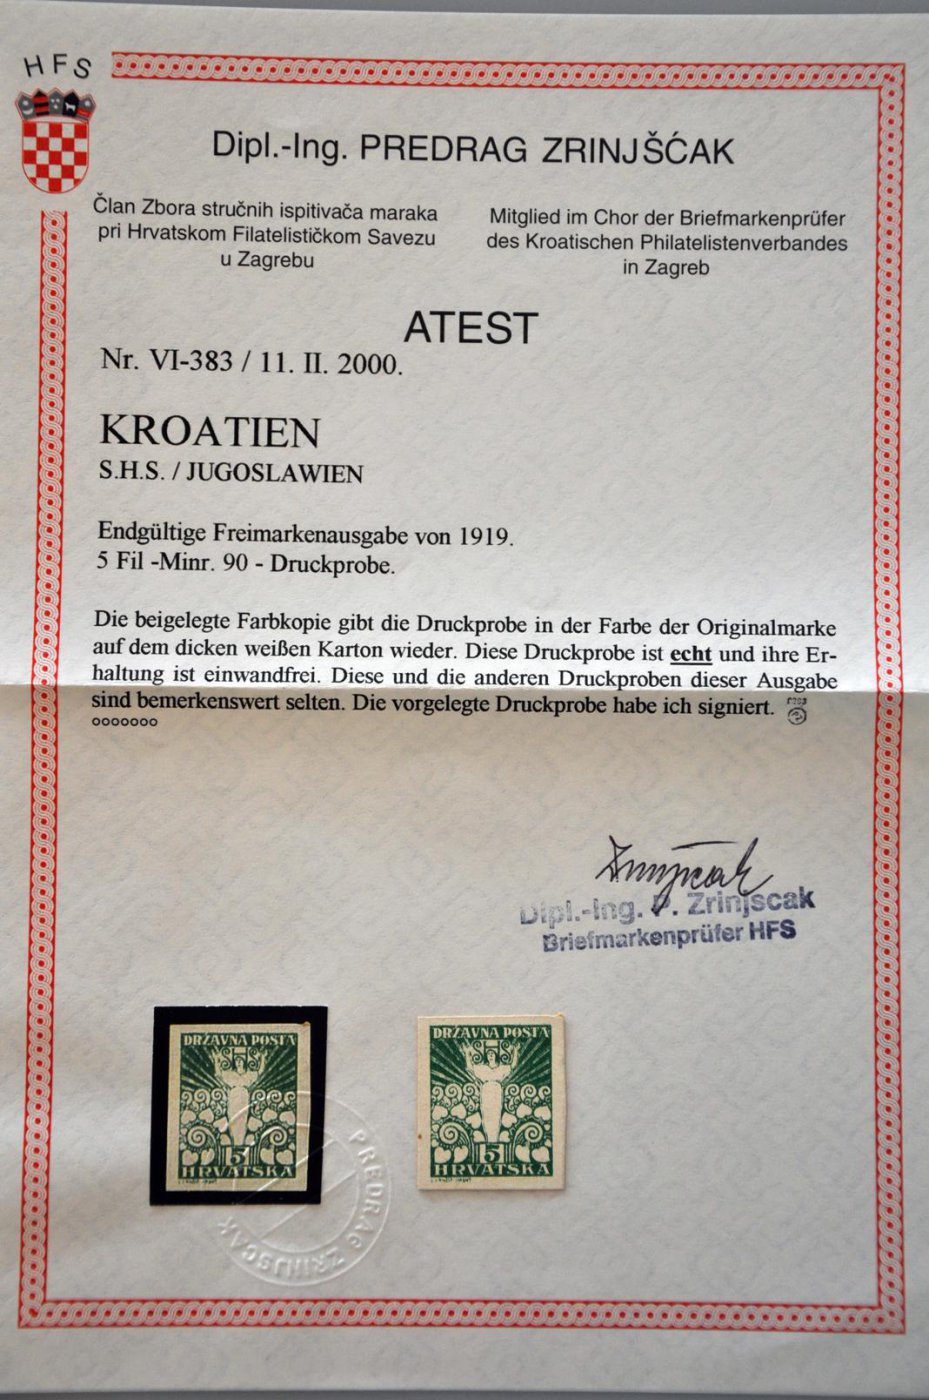 HFS
Dipl.-Ing. PREDRAG ZRINJŠĆAK
Član Zbora stručnih ispitivača maraka
pri Hrvatskom Filatelističkom Savezu
u Zagrebu
Mitglied im Chor der Briefmarkenprüfer
des Kroatischen Philatelistenverbandes
in Zagreb
ATEST
Nr. VI-383 / 11. II. 2000.
KROATIEN
S.H.S. / JUGOSLAWIEN
Endgültige Freimarkenausgabe von 1919.
5 Fil -Minr. 90 - Druckprobe.
Die beigelegte Farbkopie gibt die Druckprobe in der Farbe der Originalmarke
auf dem dicken weißen Karton wieder. Diese Druckprobe ist echt und ihre Er-
haltung ist einwandfrei. Diese und die anderen Druckproben dieser Ausgabe
sind bemerkenswert selten. Die vorgelegte Druckprobe habe ich signiert.
Dipl.-Ing. P. Zrinjscak
Briefmarkenprüfer HFS
DRŽAVNA POŠTA
SHS
5
HRVATSKA
DRŽAVNA POŠTA
SHS
5
HRVATSKA
PREDRAG ZRINJSCAK